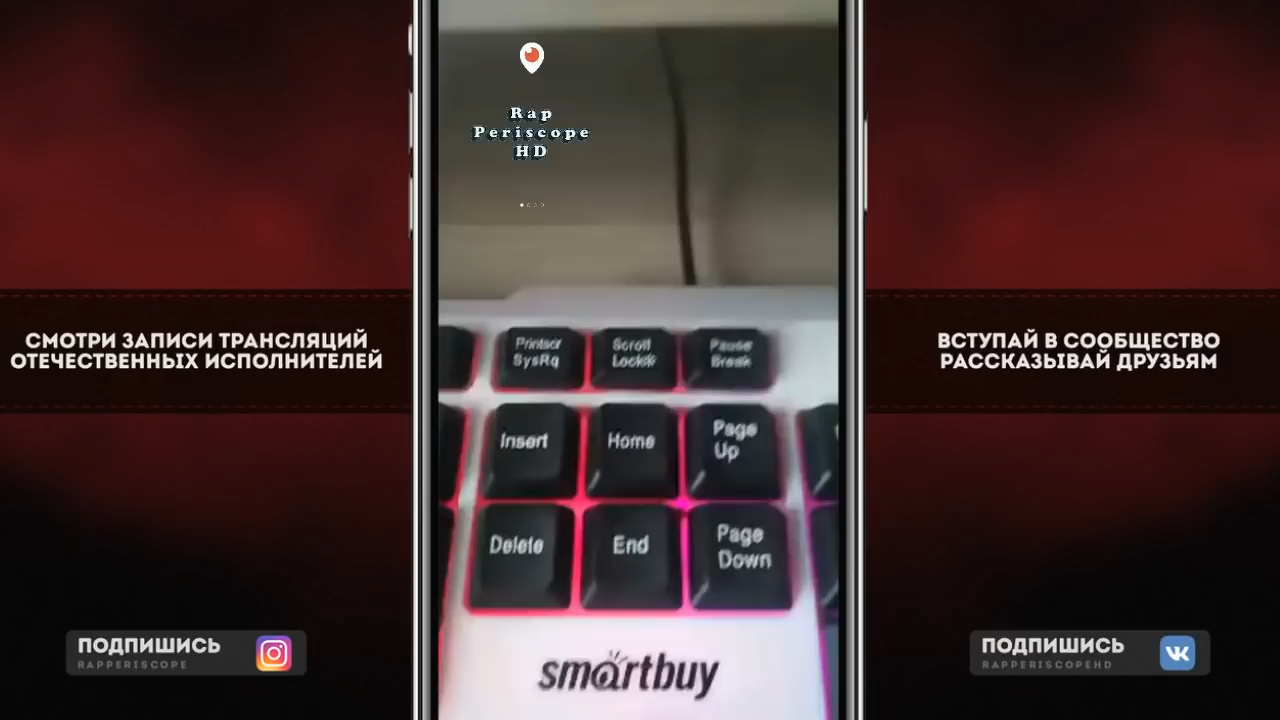 Rap
Periscope
HD
СМОТРИ ЗАПИСИ ТРАНСЛЯЦИЙ
ОТЕЧЕСТВЕННЫХ ИСПОЛНИТЕЛЕЙ
ВСТУПАЙ В СООБЩЕСТВО
РАССКАЗЫВАЙ ДРУЗЬЯМ
Printscr
SysRq
Scroll
Lock
Pause
Break
Insert
Home
Page
Up
Delete
End
Page
Down
smartbuy
ПОДПИШИСЬ
RAPPERISCOPE
ПОДПИШИСЬ
RAPPERISCOPEHD